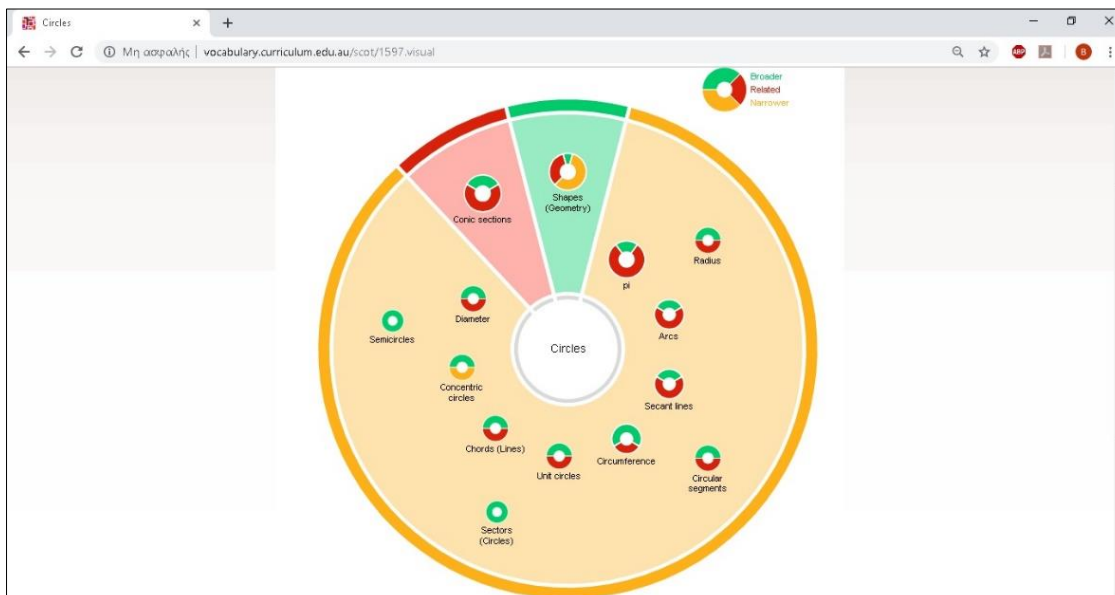 Circles
Μη ασφαλής | vocabulary.curriculum.edu.au/scot/1597.visual
ABP
B
Broader
Related
Narrower
Conic sections
Shapes
(Geometry)
pi
Radius
Diameter
Semicircles
Arcs
Circles
Concentric
circles
Secant lines
Chords (Lines)
Unit circles
Circumference
Circular
segments
Sectors
(Circles)